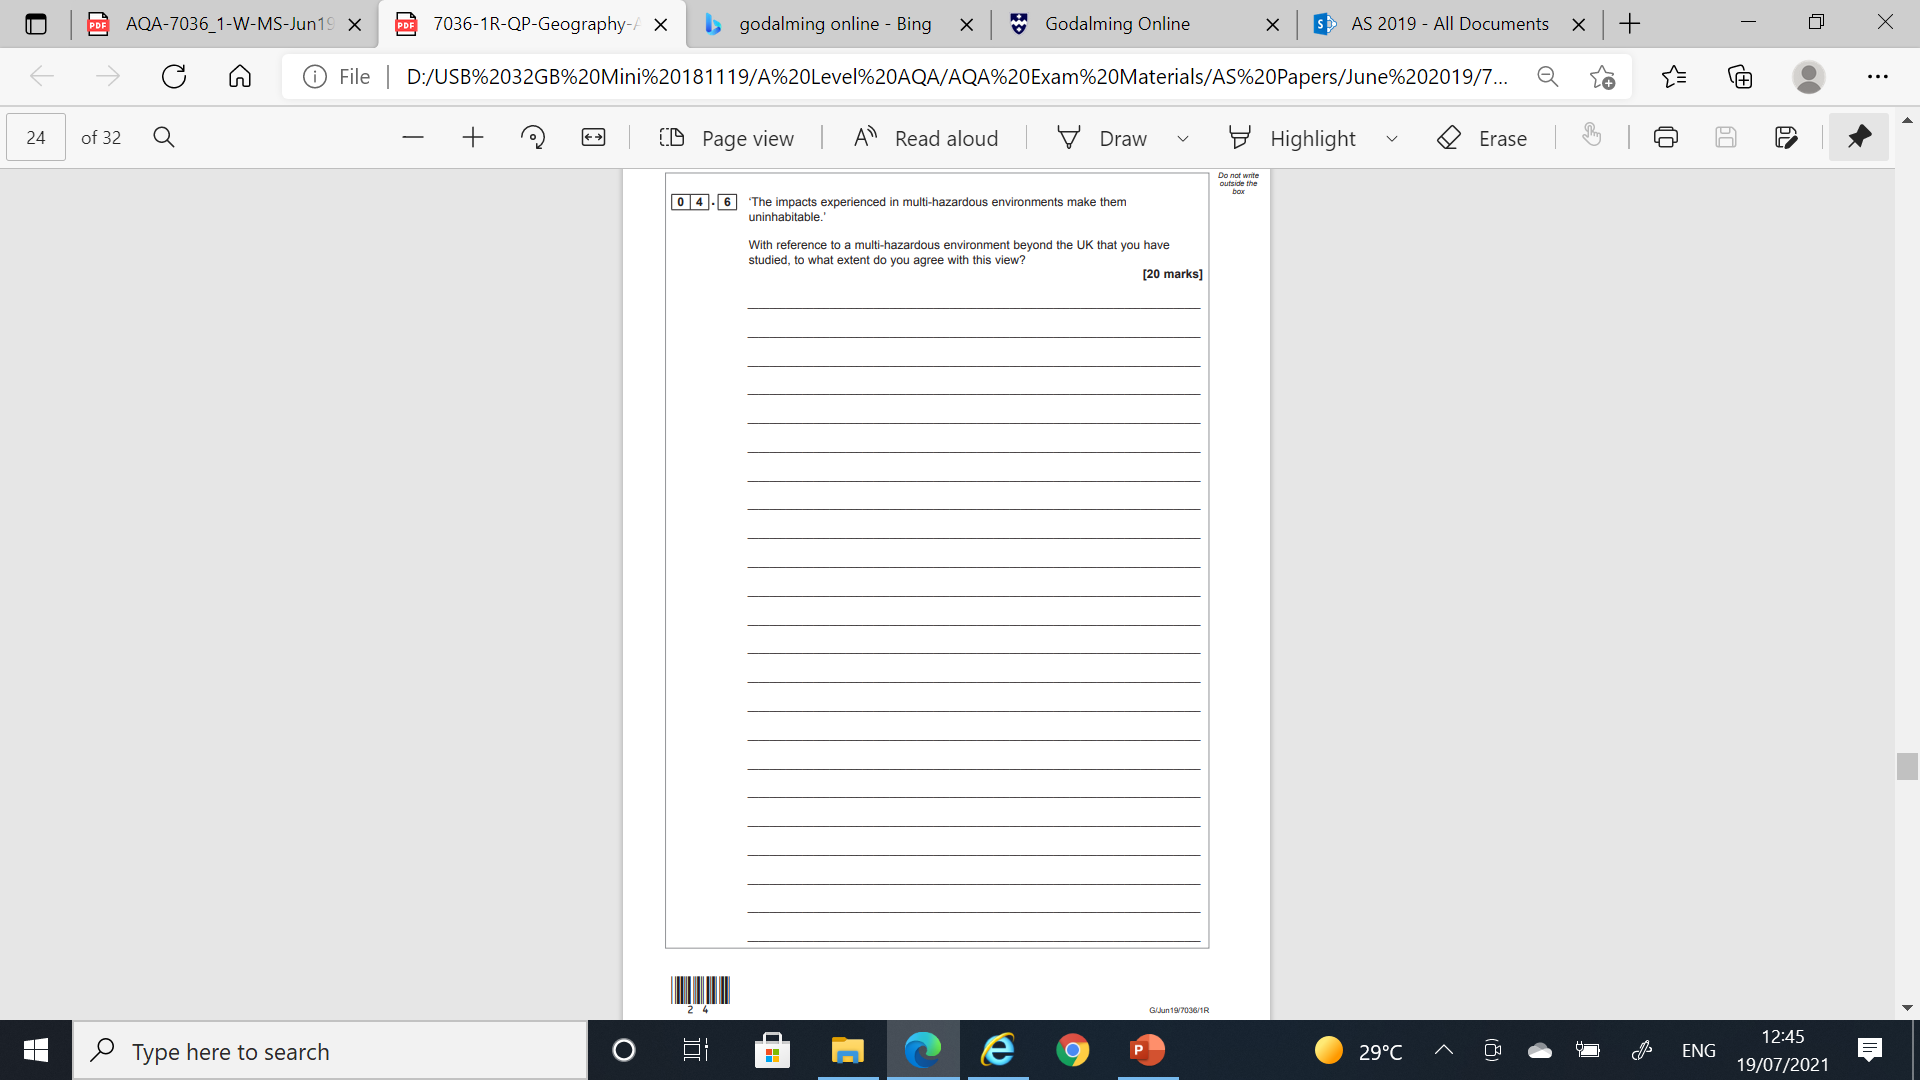 AQA-7036_1-W-MS-Jun19
7036-1R-QP-Geography-A
godalming online - Bing
Godalming Online
AS 2019 - All Documents
File
D:/USB%2032GB%20Mini%20181119/A%20Level%20AQA/AQA%20Exam%20Materials/AS%20Papers/June%202019/7...
24 of 32
Page view
Read aloud
Draw
Highlight
Erase
Do not write
outside the
box
0 4 . 6 ‘The impacts experienced in multi-hazardous environments make them
uninhabitable.’
With reference to a multi-hazardous environment beyond the UK that you have
studied, to what extent do you agree with this view?
[20 marks]
2 4
G/Jun19/7036/1R
Type here to search
29°C
ENG
12:45
19/07/2021